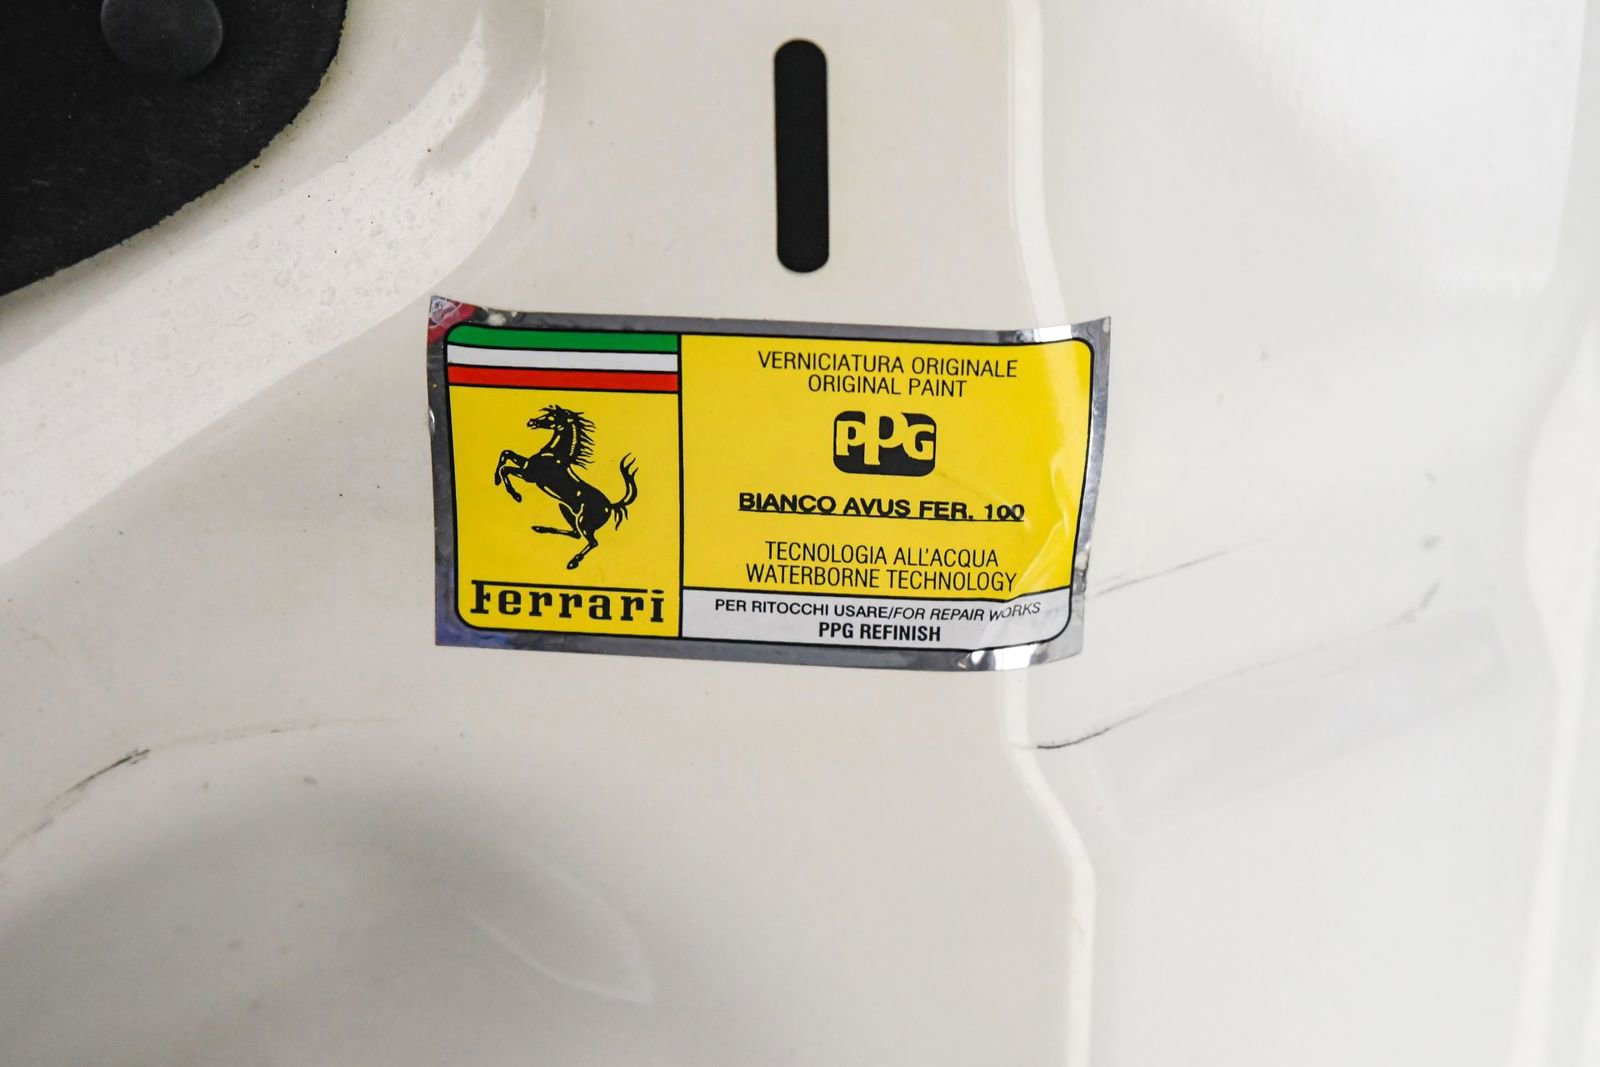 VERNICIATURA ORIGINALE
ORIGINAL PAINT
PPG
BIANCO AVUS FER. 100
TECNOLOGIA ALL'ACQUA
WATERBORNE TECHNOLOGY
Ferrari
PER RITOCCHI USARE/FOR REPAIR WORKS
PPG REFINISH